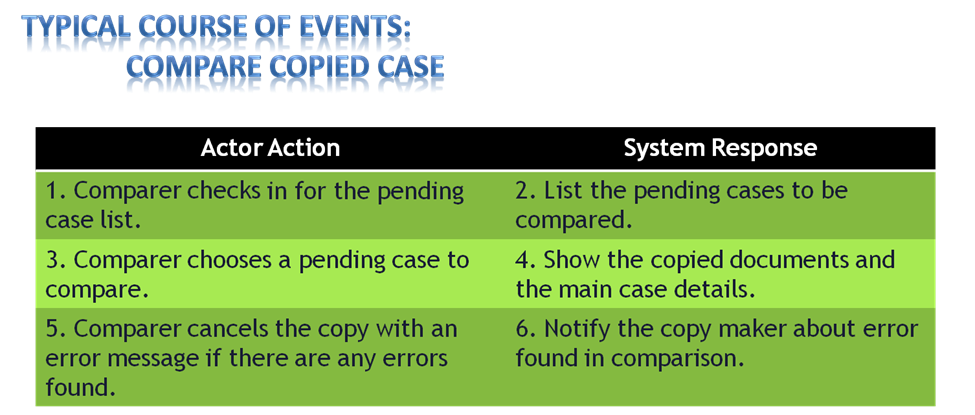 TYPICAL COURSE OF EVENTS:
COMPARE COPIED CASE
Actor Action
System Response
1. Comparer checks in for the pending
case list.
2. List the pending cases to be
compared.
3. Comparer chooses a pending case to
compare.
4. Show the copied documents and
the main case details.
5. Comparer cancels the copy with an
error message if there are any errors
found.
6. Notify the copy maker about error
found in comparison.